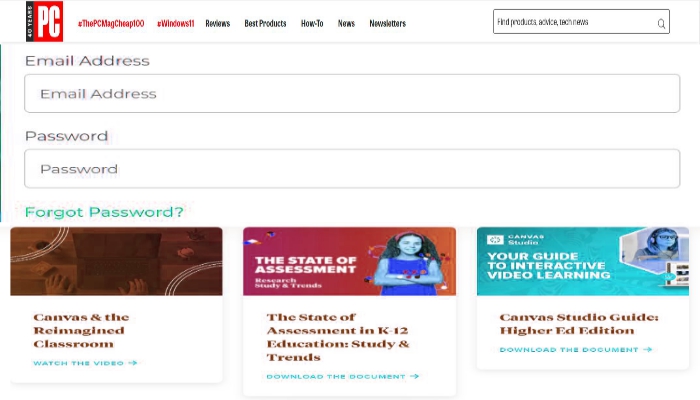 40 YEARS
PC
#ThePCMagCheap100 #Windows11 Reviews Best Products How-To News Newsletters
Find products, advice, tech news
Email Address
Email Address
Password
Password
Forgot Password?
THE STATE OF
ASSESSMENT
Research
Study & Trends
CANVAS
Studio
YOUR GUIDE
TO INTERACTIVE
VIDEO LEARNING
Canvas & the
Reimagined
Classroom
WATCH THE VIDEO →
The State of
Assessment in K-12
Education: Study &
Trends
DOWNLOAD THE DOCUMENT →
Canvas Studio Guide:
Higher Ed Edition
DOWNLOAD THE DOCUMENT →